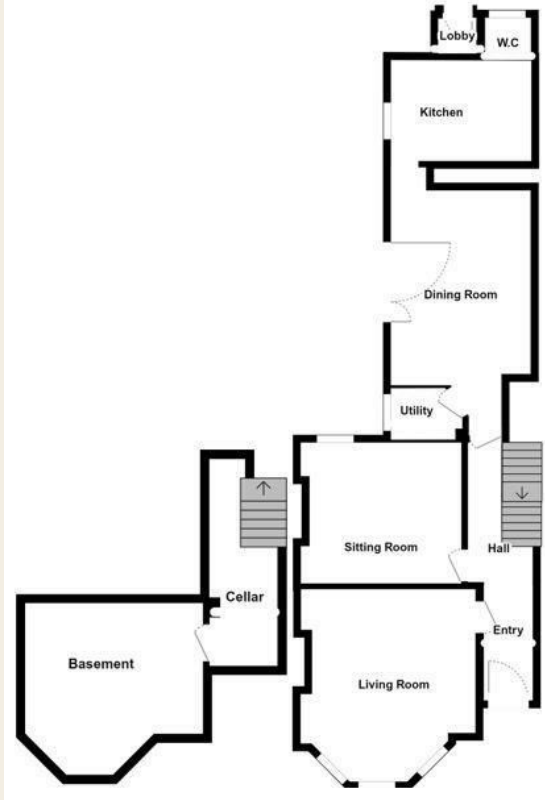 Lobby
W.C
Kitchen
Dining Room
Utility
Sitting Room
Hall
Cellar
Entry
Basement
Living Room